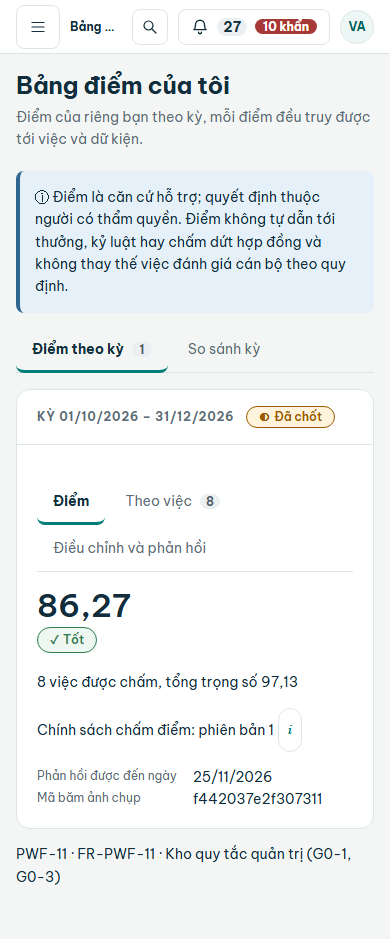 Bảng ...
27
10 khẩn
VA
Bảng điểm của tôi
Điểm của riêng bạn theo kỳ, mỗi điểm đều truy được
tới việc và dữ kiện.
Điểm là căn cứ hỗ trợ; quyết định thuộc
người có thẩm quyền. Điểm không tự dẫn tới
thưởng, kỷ luật hay chấm dứt hợp đồng và
không thay thế việc đánh giá cán bộ theo quy
định.
Điểm theo kỳ 1
So sánh kỳ
KỲ 01/10/2026 – 31/12/2026
Đã chốt
Điểm
Theo việc 8
Điều chỉnh và phản hồi
86,27
✓ Tốt
8 việc được chấm, tổng trọng số 97,13
Chính sách chấm điểm: phiên bản 1 i
Phản hồi được đến ngày 25/11/2026
Mã băm ảnh chụp f442037e2f307311
PWF-11 · FR-PWF-11 · Kho quy tắc quản trị (G0-1,
G0-3)